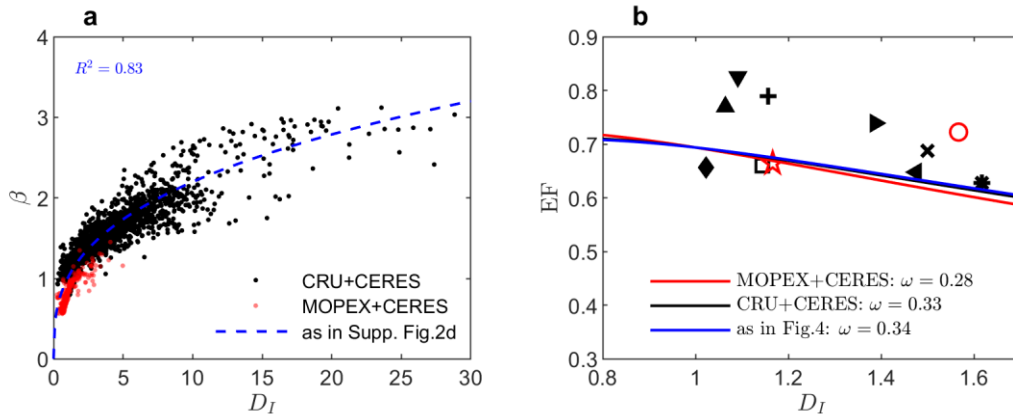 a
4
3
2
1
0
β
R² = 0.83
CRU+CERES
MOPEX+CERES
as in Supp. Fig.2d
0 5 10 15 20 25 30
D_I
b
0.9
0.8
0.7
0.6
0.5
0.4
0.3
EF
MOPEX+CERES: ω = 0.28
CRU+CERES: ω = 0.33
as in Fig.4: ω = 0.34
0.8 1 1.2 1.4 1.6
D_I